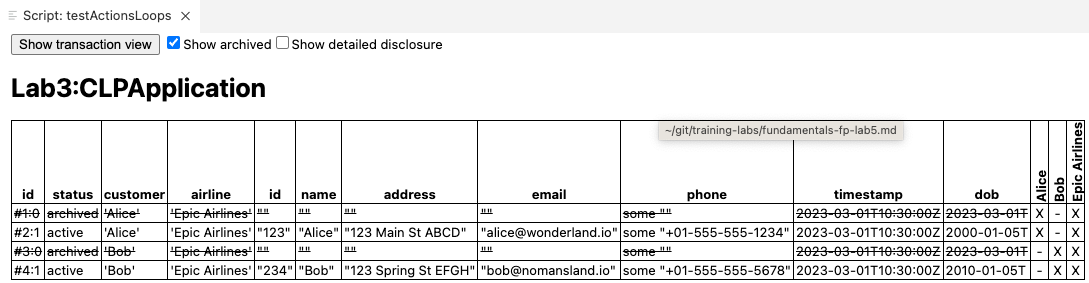 Script: testActionsLoops
Show transaction view Show archived Show detailed disclosure
Lab3:CLPApplication
~/git/training-labs/fundamentals-fp-lab5.md
id status customer airline id name address email phone timestamp dob Alice Bob Epic Airlines
#1:0 archived 'Alice' 'Epic Airlines' "" "" "" "" some "" 2023-03-01T10:30:00Z 2023-03-01T X - X
#2:1 active 'Alice' 'Epic Airlines' "123" "Alice" "123 Main St ABCD" "alice@wonderland.io" some "+01-555-555-1234" 2023-03-01T10:30:00Z 2000-01-05T X - X
#3:0 archived 'Bob' 'Epic Airlines' "" "" "" "" some "" 2023-03-01T10:30:00Z 2023-03-01T - X X
#4:1 active 'Bob' 'Epic Airlines' "234" "Bob" "123 Spring St EFGH" "bob@nomansland.io" some "+01-555-555-5678" 2023-03-01T10:30:00Z 2010-01-05T - X X